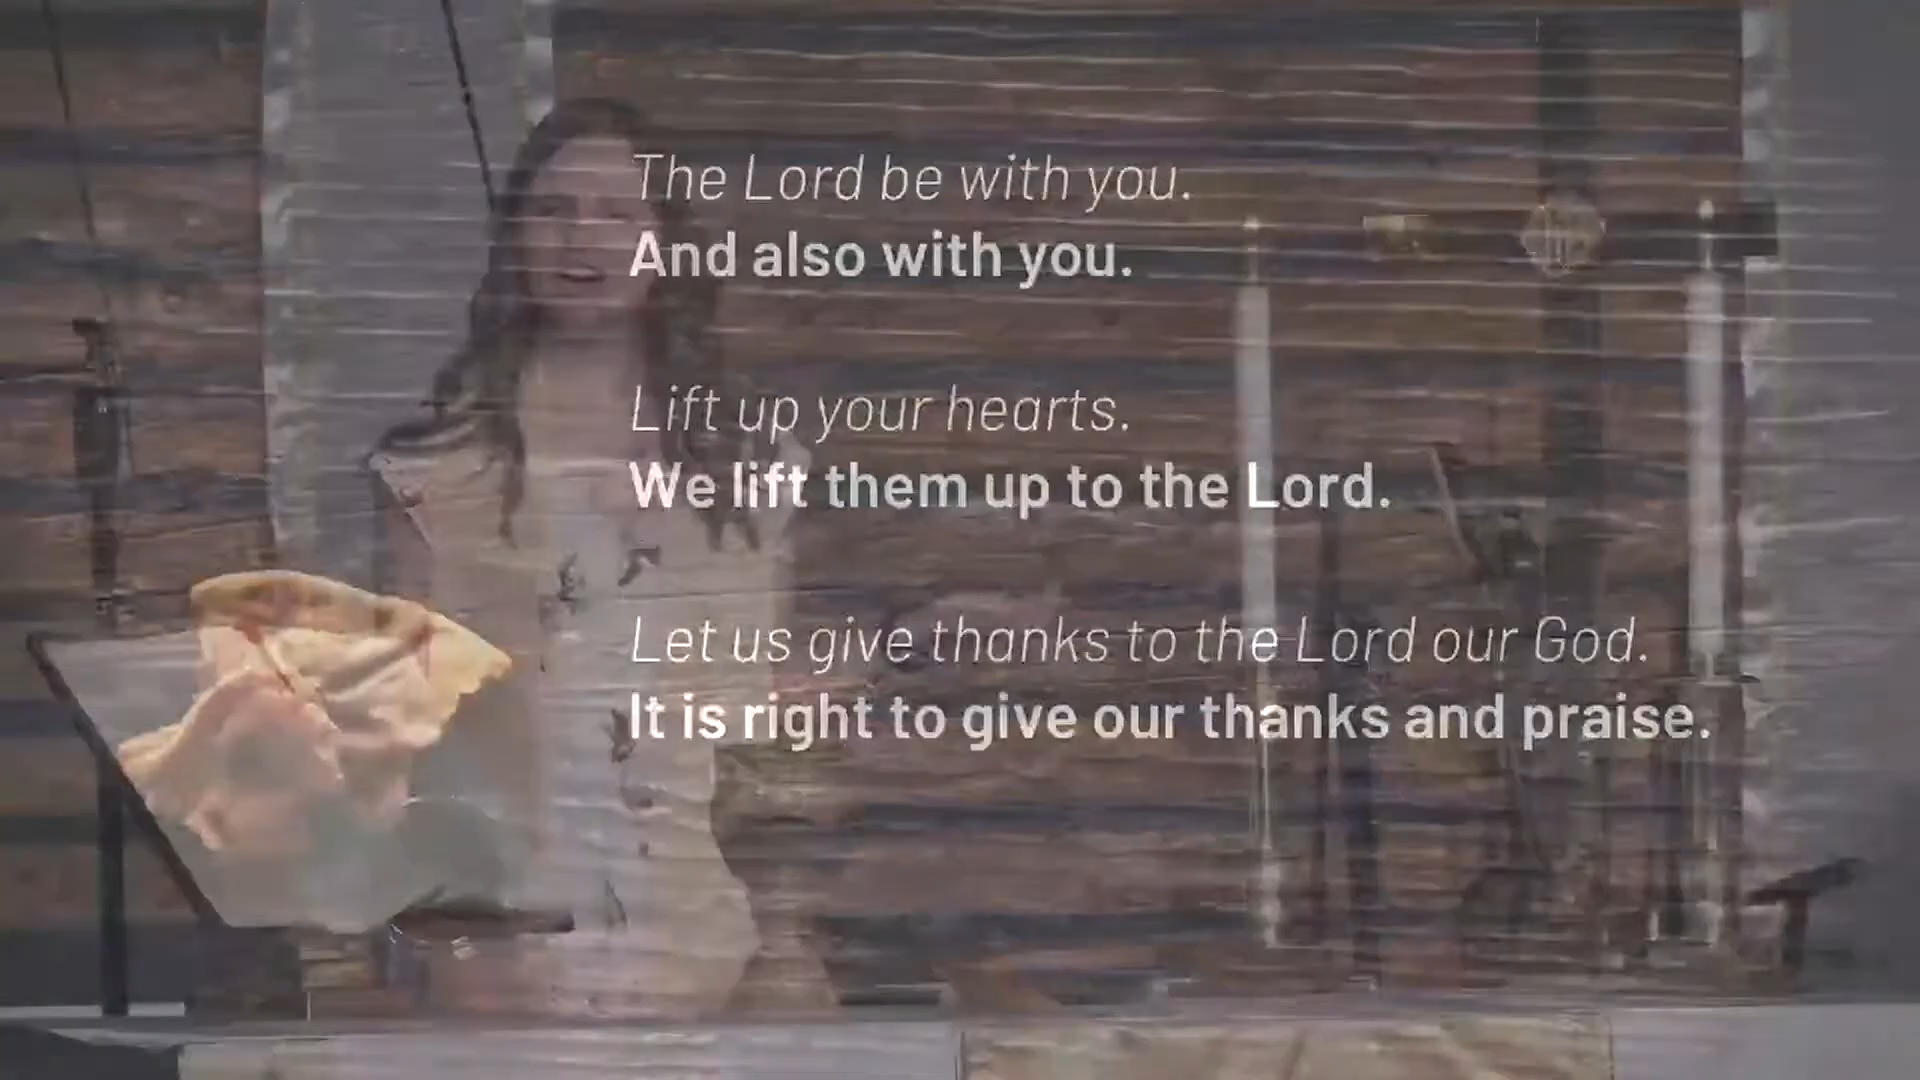 The Lord be with you.
And also with you.
Lift up your hearts.
We lift them up to the Lord.
Let us give thanks to the Lord our God.
It is right to give our thanks and praise.